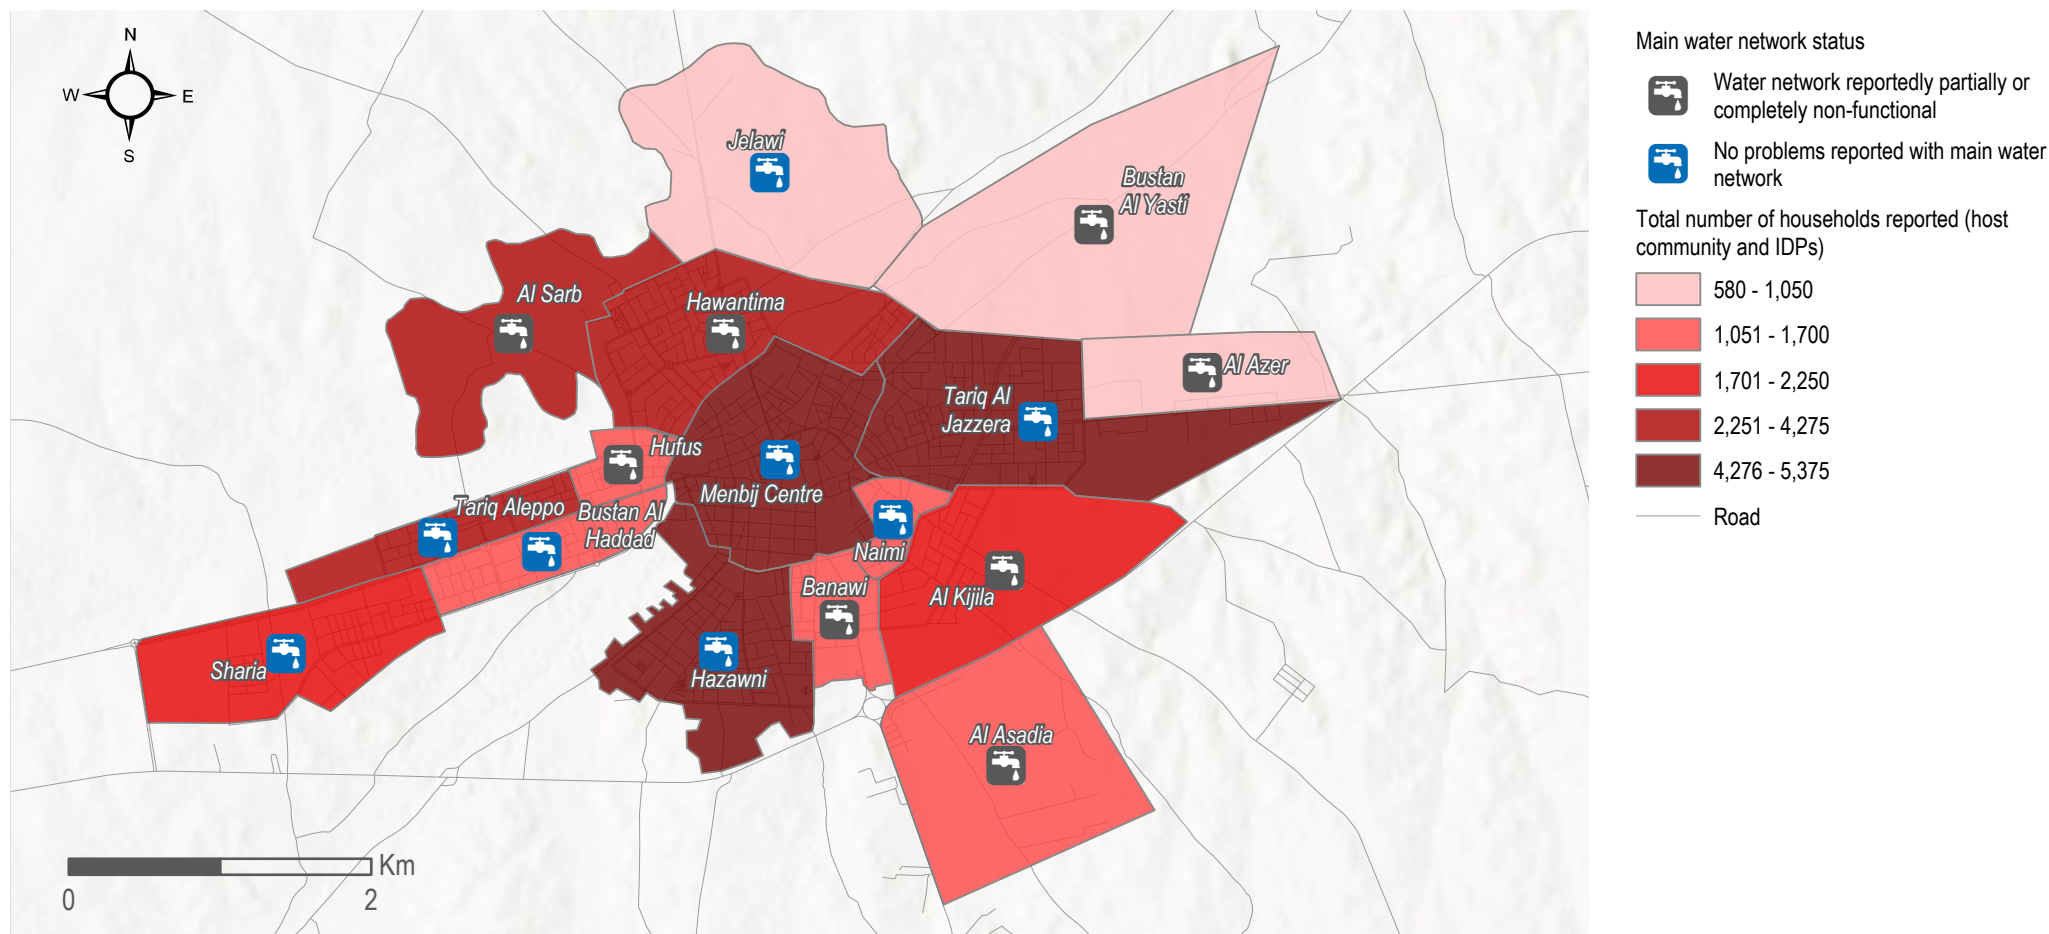 N
W
E
S
Jelawi
Bustan
Al Yasti
Al Sarb
Hawantima
Al Azer
Tariq Al
Jazzera
Hufus
Menbij Centre
Tariq Aleppo
Bustan Al
Haddad
Naimi
Banawi
Al Kijila
Sharia
Hazawni
Al Asadia
Km
0
2
Main water network status
Water network reportedly partially or
completely non-functional
No problems reported with main water
network
Total number of households reported (host
community and IDPs)
580 - 1,050
1,051 - 1,700
1,701 - 2,250
2,251 - 4,275
4,276 - 5,375
Road